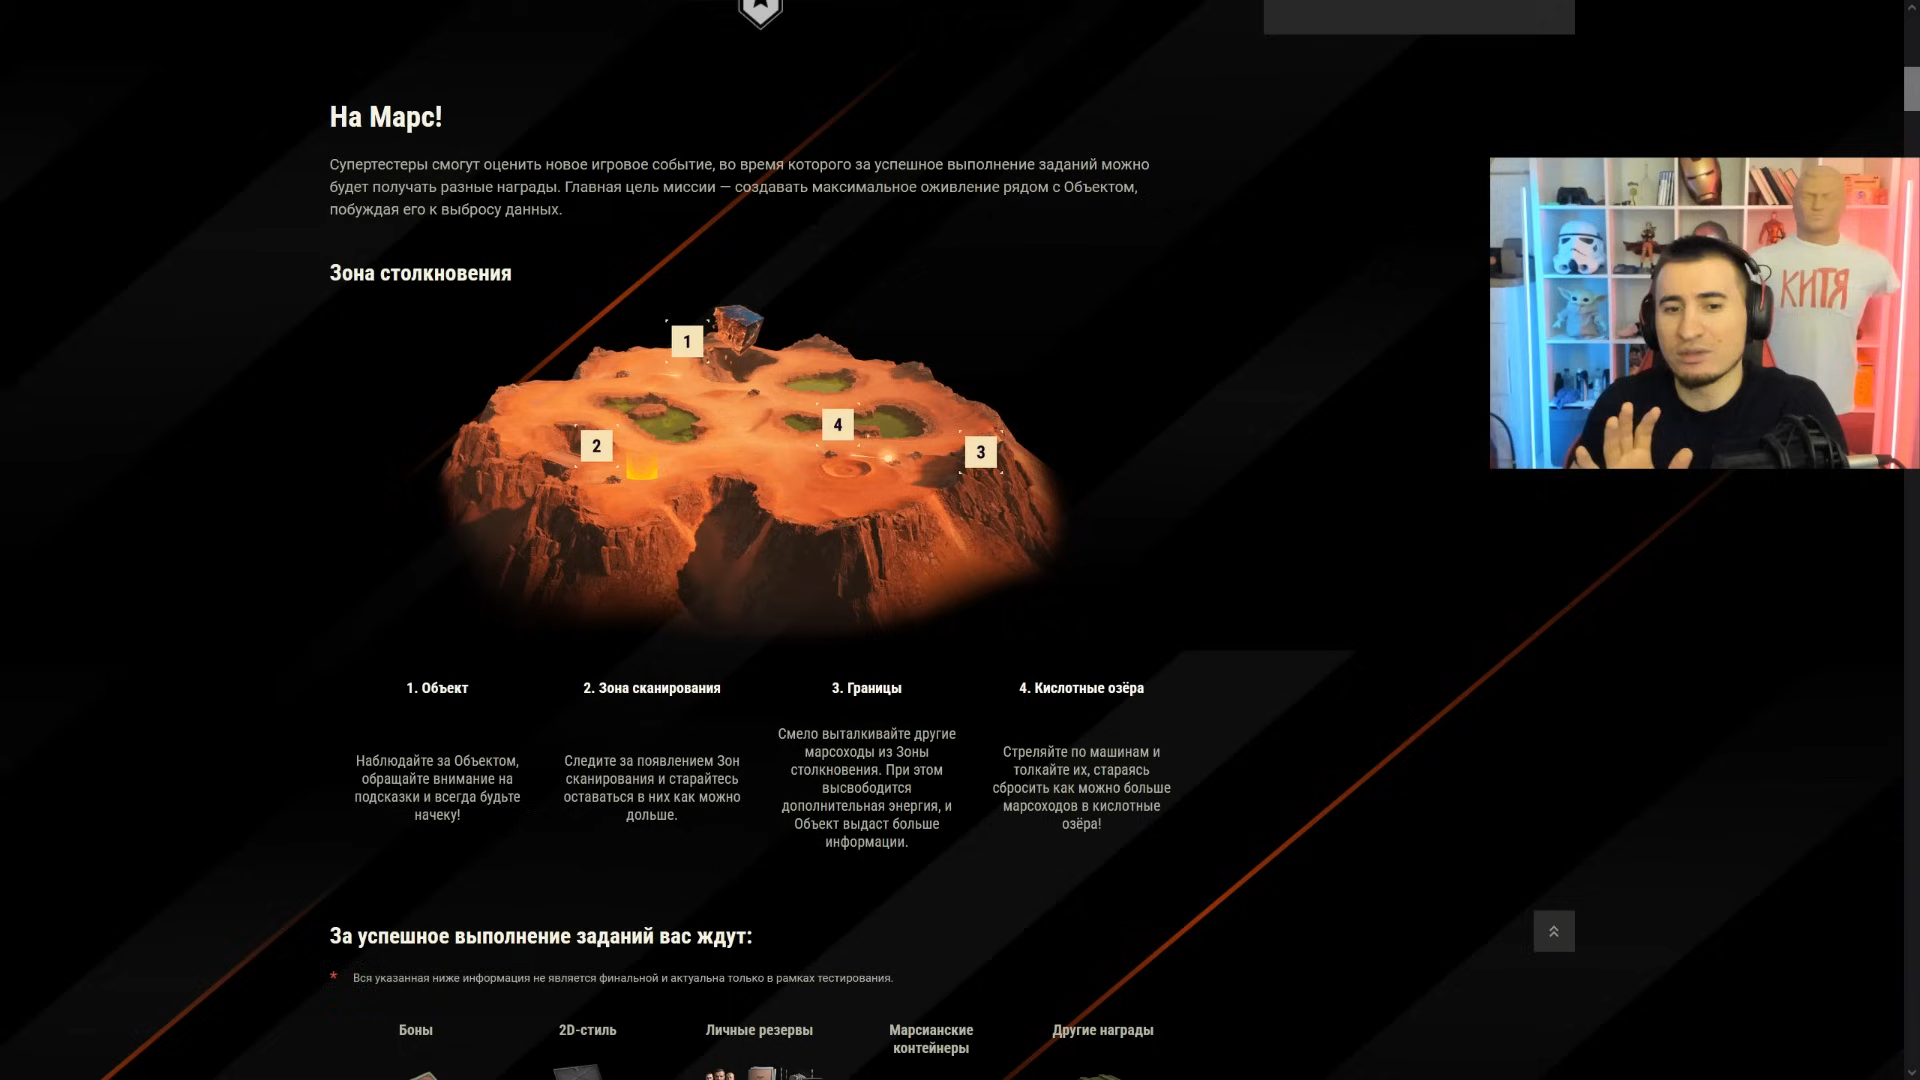 На Марс!
Супертестеры смогут оценить новое игровое событие, во время которого за успешное выполнение заданий можно
будет получать разные награды. Главная цель миссии — создавать максимальное оживление рядом с Объектом,
побуждая его к выбросу данных.
Зона столкновения
1
4
2
3
КИТЯ
1. Объект
Наблюдайте за Объектом,
обращайте внимание на
подсказки и всегда будьте
начеку!
2. Зона сканирования
Следите за появлением Зон
сканирования и старайтесь
оставаться в них как можно
дольше.
3. Границы
Смело выталкивайте другие
марсоходы из Зоны
столкновения. При этом
высвободится
дополнительная энергия, и
Объект выдаст больше
информации.
4. Кислотные озёра
Стреляйте по машинам и
толкайте их, стараясь
сбросить как можно больше
марсоходов в кислотные
озёра!
За успешное выполнение заданий вас ждут:
* Вся указанная ниже информация не является финальной и актуальна только в рамках тестирования.
Боны
2D-стиль
Личные резервы
Марсианские
контейнеры
Другие награды